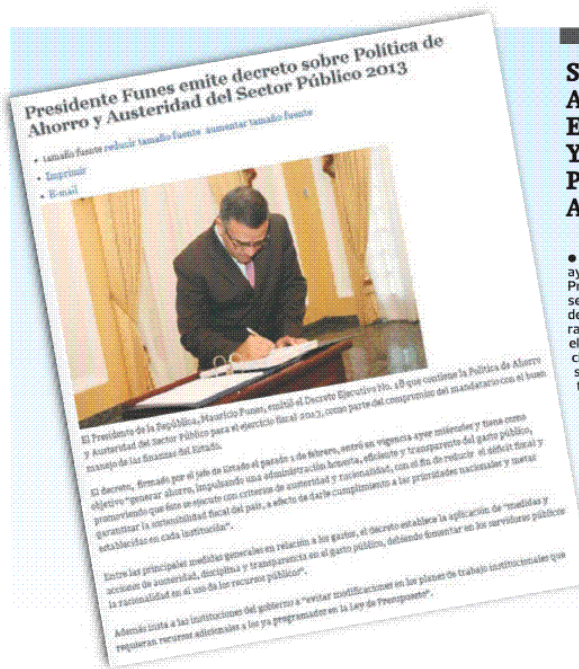 Presidente Funes emite decreto sobre Política de
Ahorro y Austeridad del Sector Público 2013
• tamaño fuente reducir tamaño fuente aumentar tamaño fuente
• Imprimir
• E-mail
El Presidente de la República, Mauricio Funes, emitió el Decreto Ejecutivo No. 18 que contiene la Política de Ahorro
y Austeridad del Sector Público para el ejercicio fiscal 2013, como parte del compromiso del mandatario con el buen
manejo de las finanzas del Estado.
El decreto, firmado por el jefe de Estado el pasado 1 de febrero, entró en vigencia ayer miércoles y tiene como
objetivo "generar ahorro, impulsando una administración honesta, eficiente y transparente del gasto público,
promoviendo que éste se ejecute con criterios de austeridad y racionalidad, con el fin de reducir el déficit fiscal y
garantizar la sostenibilidad fiscal del país, a efecto de darle cumplimiento a las prioridades nacionales y metas
establecidas en cada institución".
Entre las principales medidas generales en relación a los gastos, el decreto establece la aplicación de "medidas y
acciones de austeridad, disciplina y transparencia en el gasto público, debiendo fomentar en los servidores públicos
la racionalidad en el uso de los recursos públicos".
Además insta a las instituciones del gobierno a "evitar modificaciones en los planes de trabajo institucionales que
requieran recursos adicionales a los ya programados en la Ley de Presupuesto".
S
A
E
Y
P
A
•
ay
Pr
se
de
ra
el
c
s